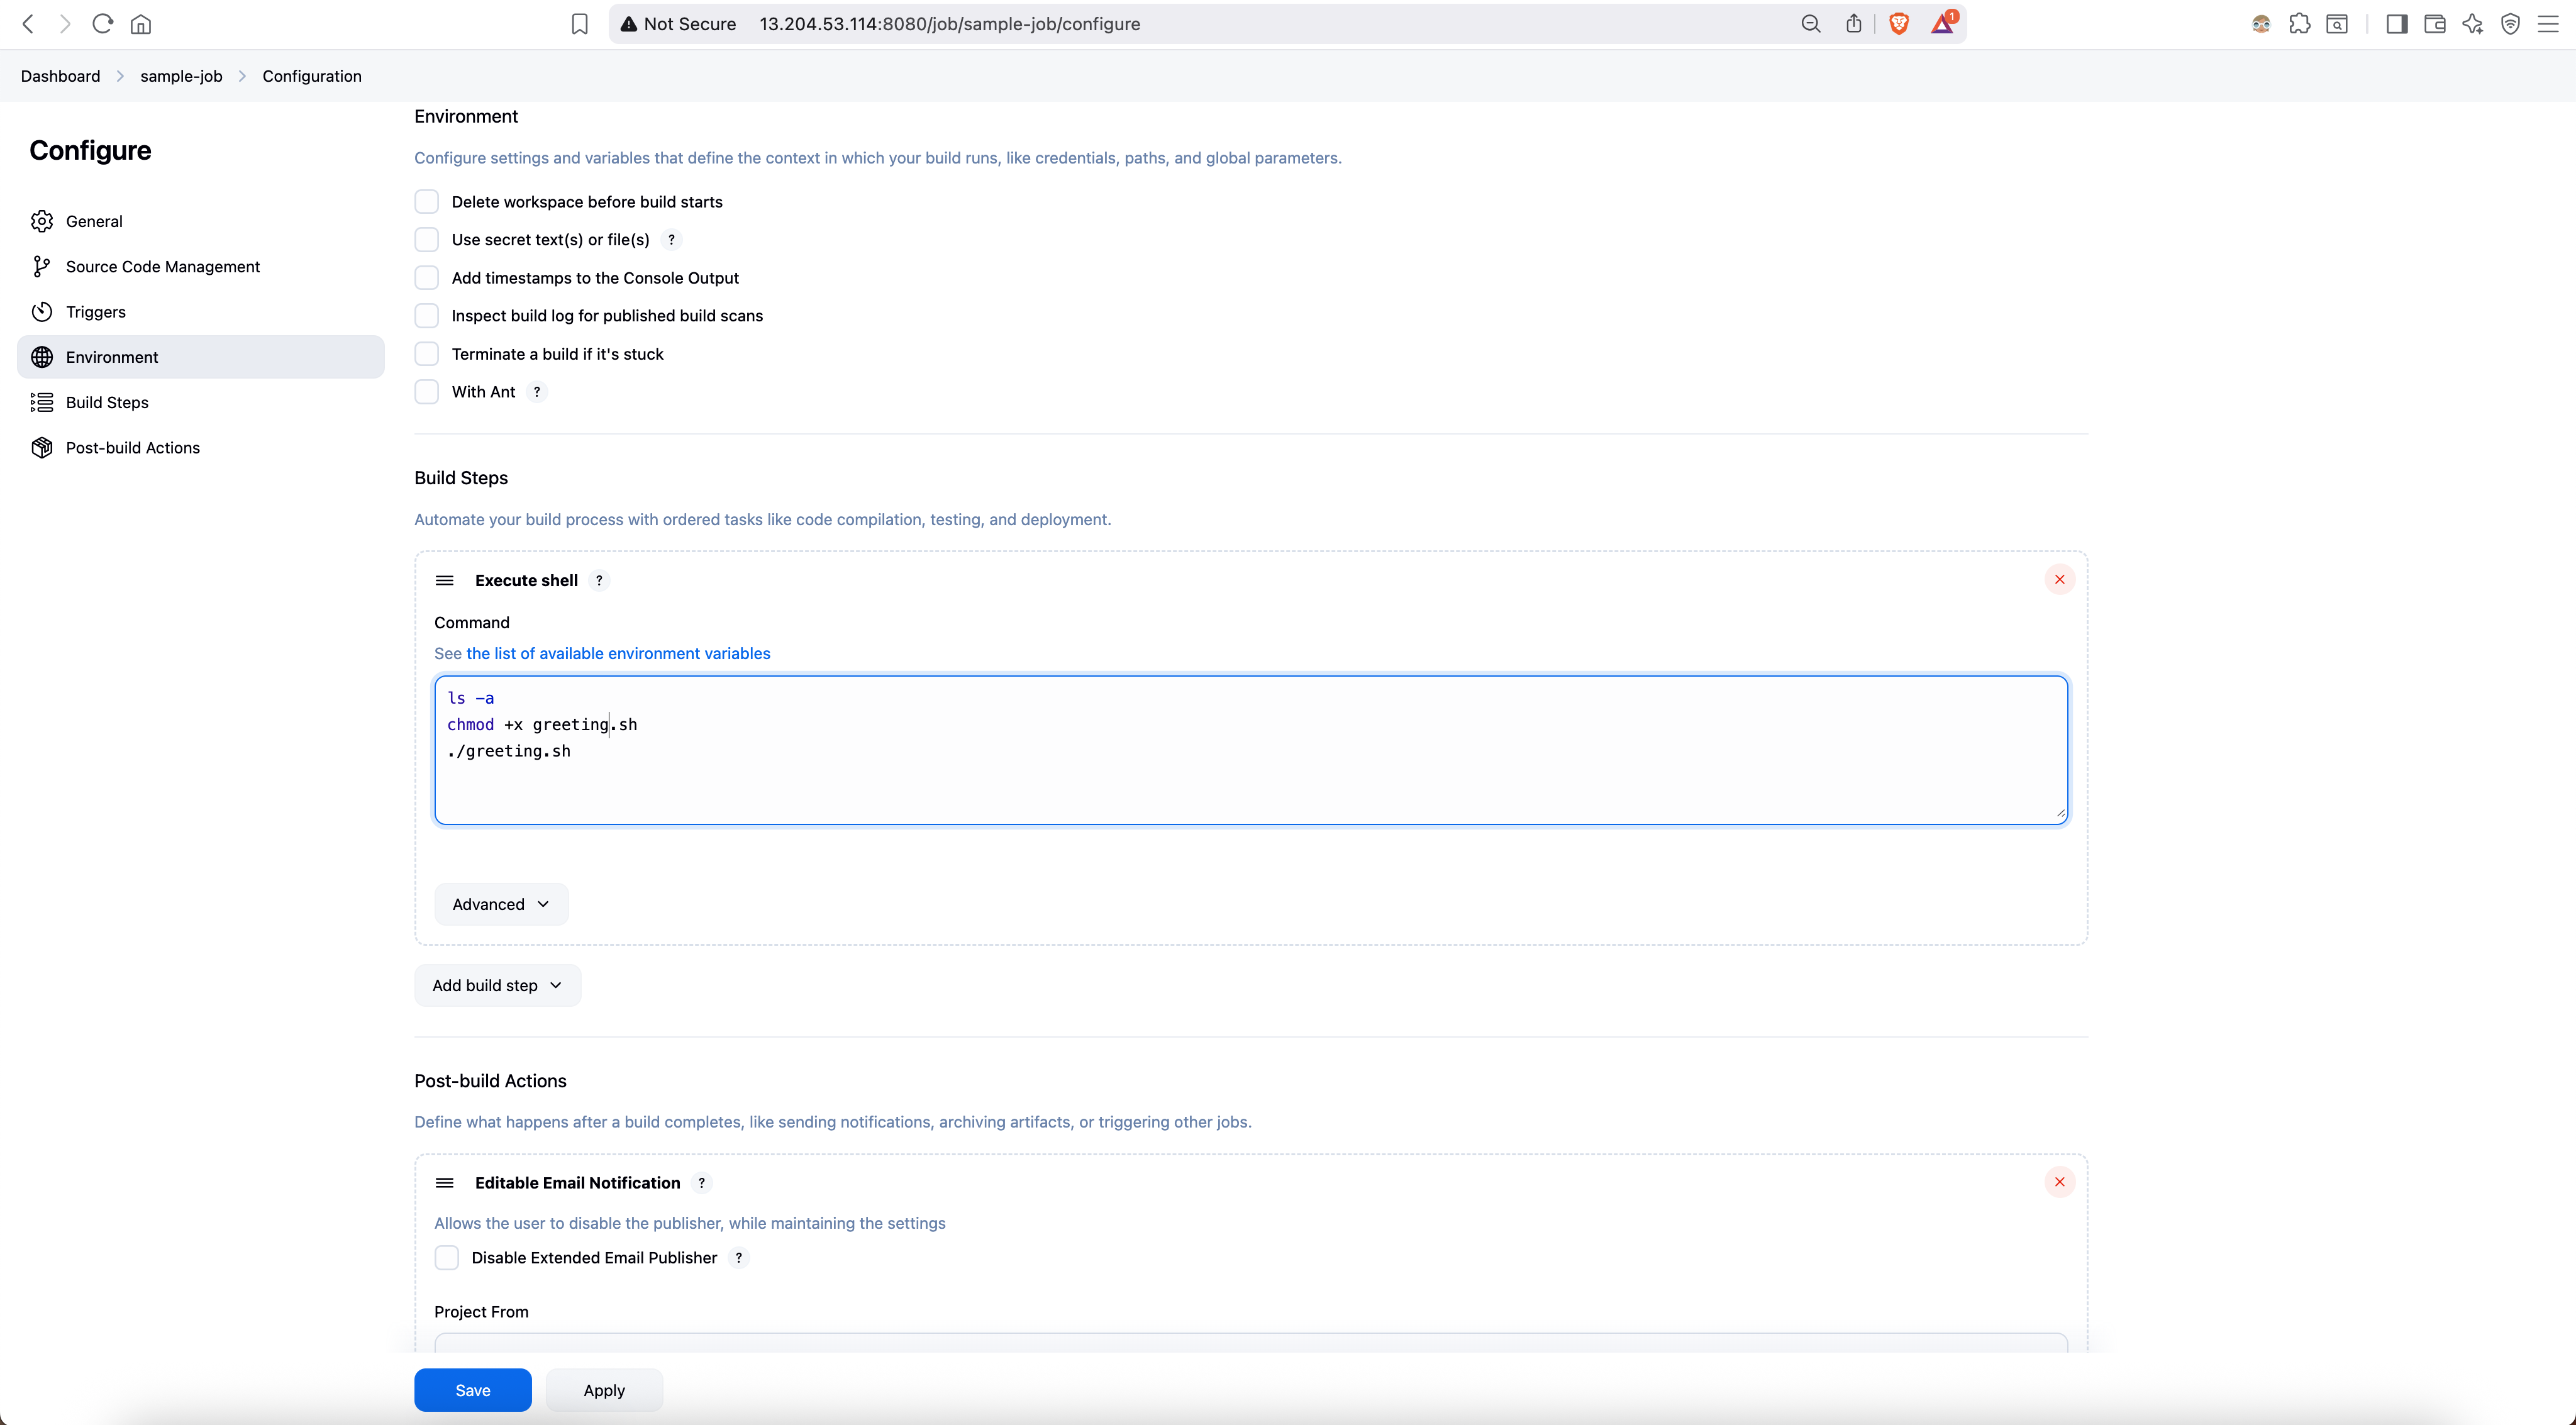 Not Secure 13.204.53.114:8080/job/sample-job/configure
1
Dashboard > sample-job > Configuration
Configure
General
Source Code Management
Triggers
Environment
Build Steps
Post-build Actions
Environment
Configure settings and variables that define the context in which your build runs, like credentials, paths, and global parameters.
Delete workspace before build starts
Use secret text(s) or file(s) ?
Add timestamps to the Console Output
Inspect build log for published build scans
Terminate a build if it's stuck
With Ant ?
Build Steps
Automate your build process with ordered tasks like code compilation, testing, and deployment.
Execute shell ?
Command
See the list of available environment variables
ls -a
chmod +x greeting.sh
./greeting.sh
Advanced
Add build step
Post-build Actions
Define what happens after a build completes, like sending notifications, archiving artifacts, or triggering other jobs.
Editable Email Notification ?
Allows the user to disable the publisher, while maintaining the settings
Disable Extended Email Publisher ?
Project From
Save Apply